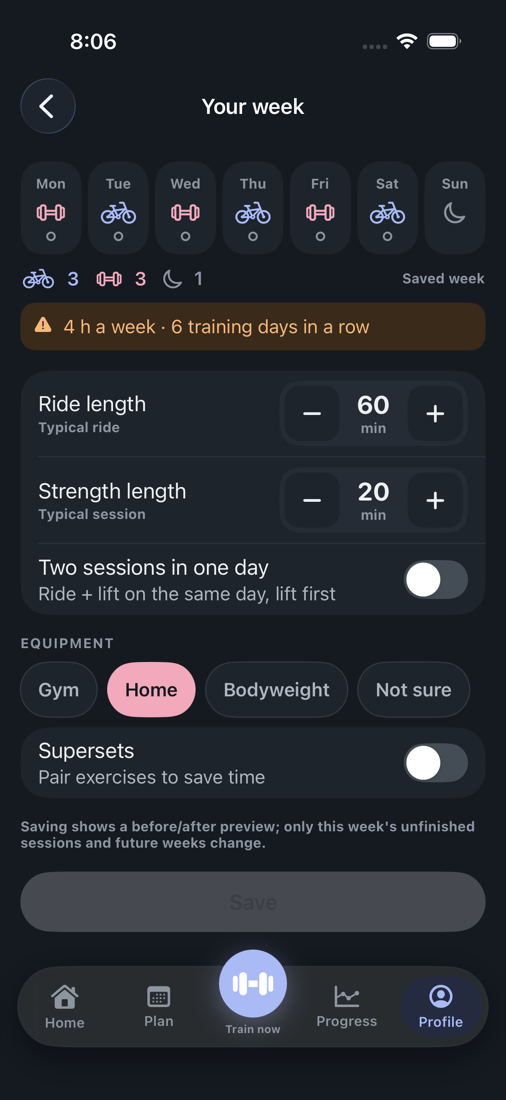 8:06
Your week
Mon Tue Wed Thu Fri Sat Sun
3 3 1 Saved week
4 h a week · 6 training days in a row
Ride length
Typical ride
60
min
Strength length
Typical session
20
min
Two sessions in one day
Ride + lift on the same day, lift first
EQUIPMENT
Gym Home Bodyweight Not sure
Supersets
Pair exercises to save time
Saving shows a before/after preview; only this week's unfinished
sessions and future weeks change.
Save
Home Plan Train now Progress Profile